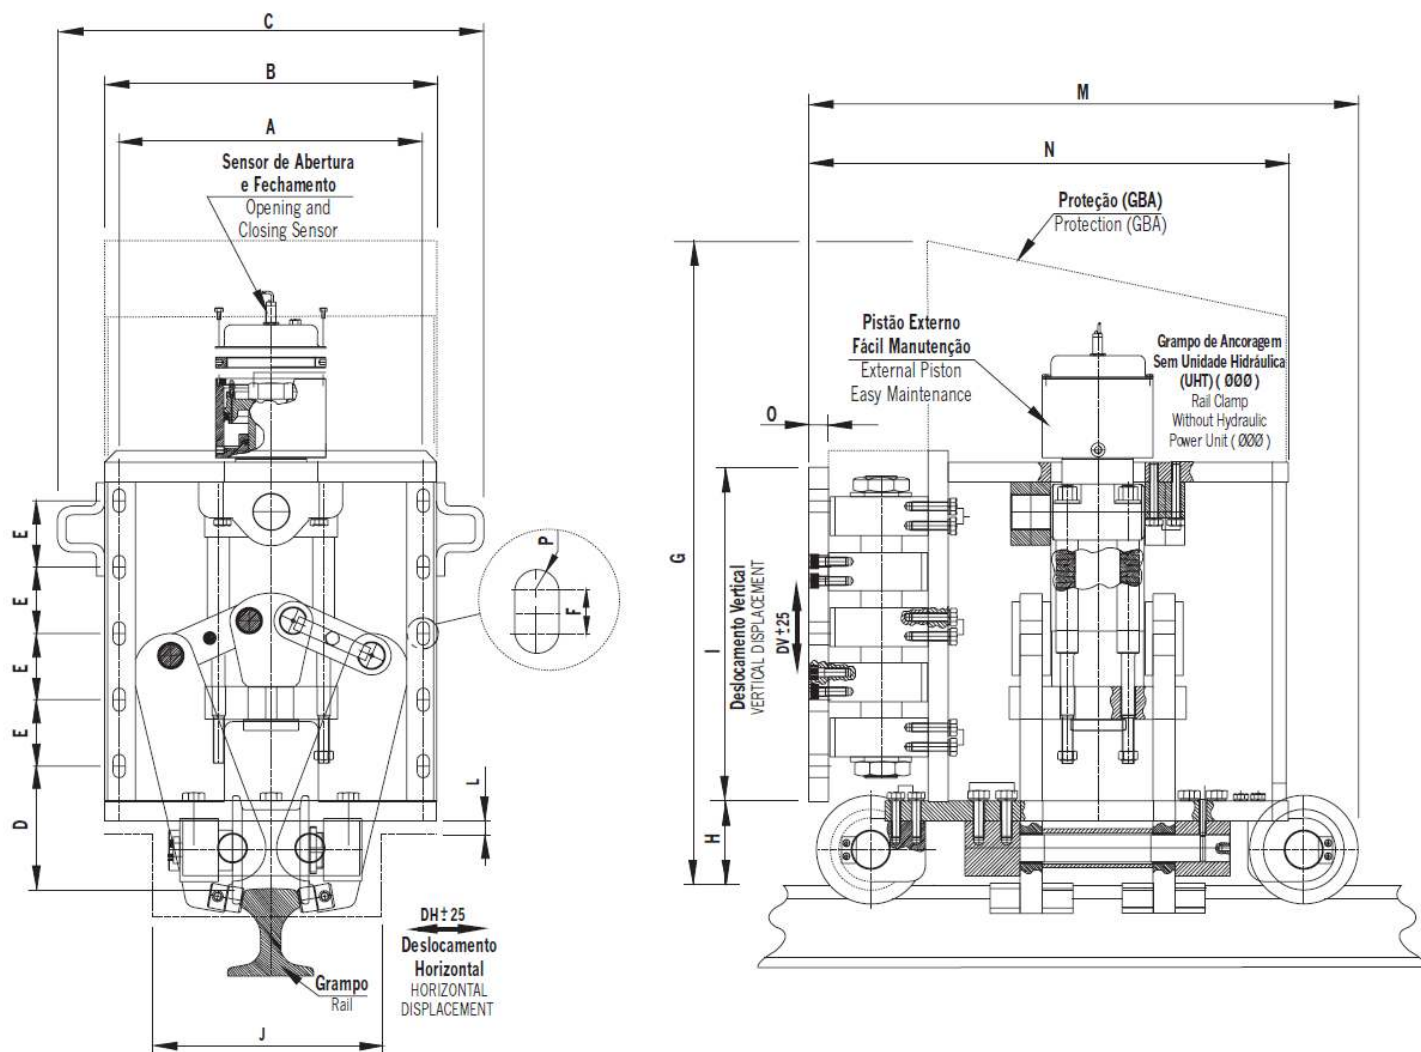 C
B
A
Sensor de Abertura
e Fechamento
Opening and
Closing Sensor
E
E
E
E
D
P
F
L
DH±25
Deslocamento
Horizontal
HORIZONTAL
DISPLACEMENT
Grampo
Rail
J
M
N
Proteção (GBA)
Protection (GBA)
Pistão Externo
Fácil Manutenção
External Piston
Easy Maintenance
Grampo de Ancoragem
Sem Unidade Hidráulica
(UHT) ( ØØØ )
Rail Clamp
Without Hydraulic
Power Unit ( ØØØ )
O
G
I
Deslocamento Vertical
VERTICAL DISPLACEMENT
DV±25
H